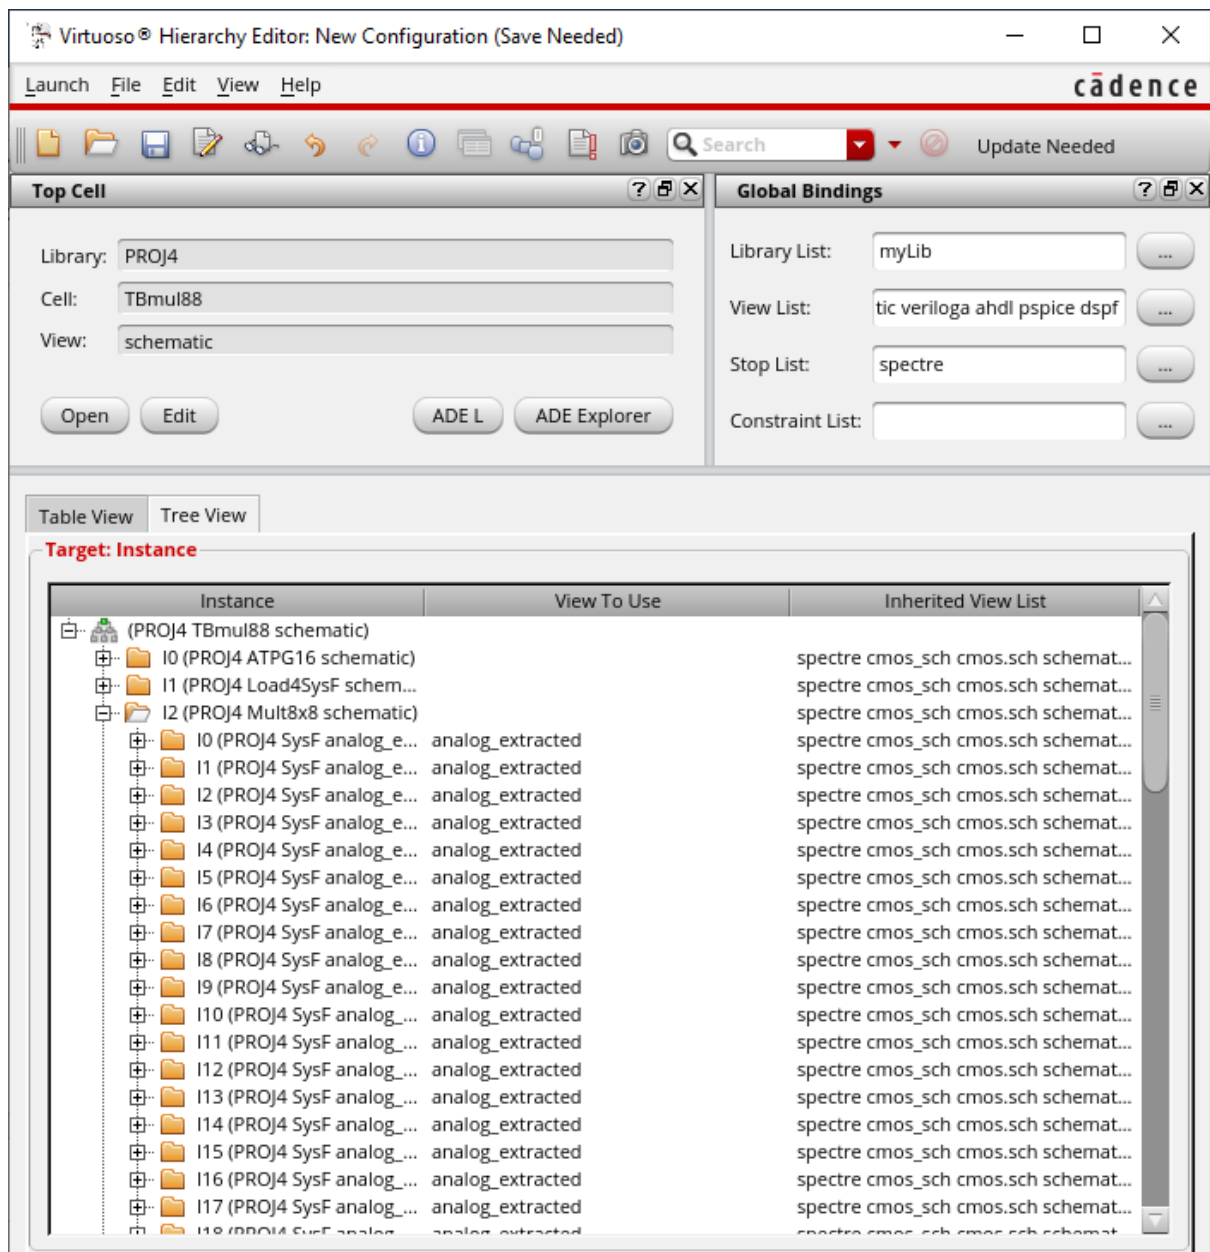 Virtuoso® Hierarchy Editor: New Configuration (Save Needed)
Launch File Edit View Help
cādence
Search
Update Needed
Top Cell
Library: PROJ4
Cell: TBmul88
View: schematic
Open Edit ADE L ADE Explorer
Global Bindings
Library List: myLib ...
View List: tic veriloga ahdl pspice dspf ...
Stop List: spectre ...
Constraint List: ...
Table View Tree View
Target: Instance
Instance View To Use Inherited View List
(PROJ4 TBmul88 schematic)
I0 (PROJ4 ATPG16 schematic) spectre cmos_sch cmos.sch schemat...
I1 (PROJ4 Load4SysF schem... spectre cmos_sch cmos.sch schemat...
I2 (PROJ4 Mult8x8 schematic) spectre cmos_sch cmos.sch schemat...
I0 (PROJ4 SysF analog_e... analog_extracted spectre cmos_sch cmos.sch schemat...
I1 (PROJ4 SysF analog_e... analog_extracted spectre cmos_sch cmos.sch schemat...
I2 (PROJ4 SysF analog_e... analog_extracted spectre cmos_sch cmos.sch schemat...
I3 (PROJ4 SysF analog_e... analog_extracted spectre cmos_sch cmos.sch schemat...
I4 (PROJ4 SysF analog_e... analog_extracted spectre cmos_sch cmos.sch schemat...
I5 (PROJ4 SysF analog_e... analog_extracted spectre cmos_sch cmos.sch schemat...
I6 (PROJ4 SysF analog_e... analog_extracted spectre cmos_sch cmos.sch schemat...
I7 (PROJ4 SysF analog_e... analog_extracted spectre cmos_sch cmos.sch schemat...
I8 (PROJ4 SysF analog_e... analog_extracted spectre cmos_sch cmos.sch schemat...
I9 (PROJ4 SysF analog_e... analog_extracted spectre cmos_sch cmos.sch schemat...
I10 (PROJ4 SysF analog_... analog_extracted spectre cmos_sch cmos.sch schemat...
I11 (PROJ4 SysF analog_... analog_extracted spectre cmos_sch cmos.sch schemat...
I12 (PROJ4 SysF analog_... analog_extracted spectre cmos_sch cmos.sch schemat...
I13 (PROJ4 SysF analog_... analog_extracted spectre cmos_sch cmos.sch schemat...
I14 (PROJ4 SysF analog_... analog_extracted spectre cmos_sch cmos.sch schemat...
I15 (PROJ4 SysF analog_... analog_extracted spectre cmos_sch cmos.sch schemat...
I16 (PROJ4 SysF analog_... analog_extracted spectre cmos_sch cmos.sch schemat...
I17 (PROJ4 SysF analog_... analog_extracted spectre cmos_sch cmos.sch schemat...